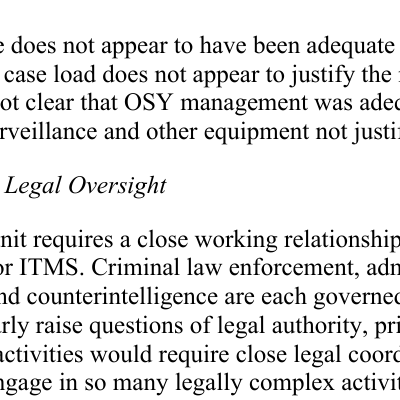 e does not appear to have been adequate
case load does not appear to justify the
ot clear that OSY management was adeq
rveillance and other equipment not justi
Legal Oversight
nit requires a close working relationship
or ITMS. Criminal law enforcement, adm
nd counterintelligence are each governed
rly raise questions of legal authority, pri
activities would require close legal coord
ngage in so many legally complex activit